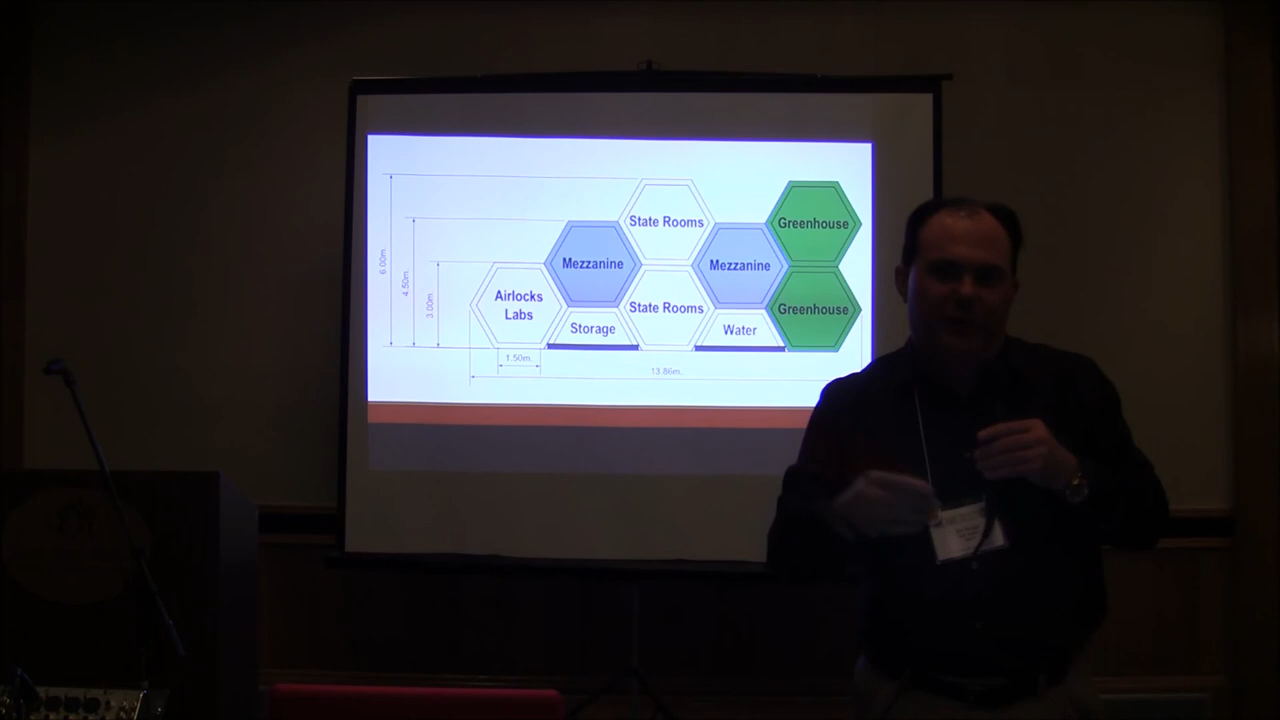 State Rooms
Greenhouse
Mezzanine
Mezzanine
Airlocks
Labs
State Rooms
Greenhouse
Storage
Water
6.00m.
4.50m.
3.00m.
1.50m.
13.86m.